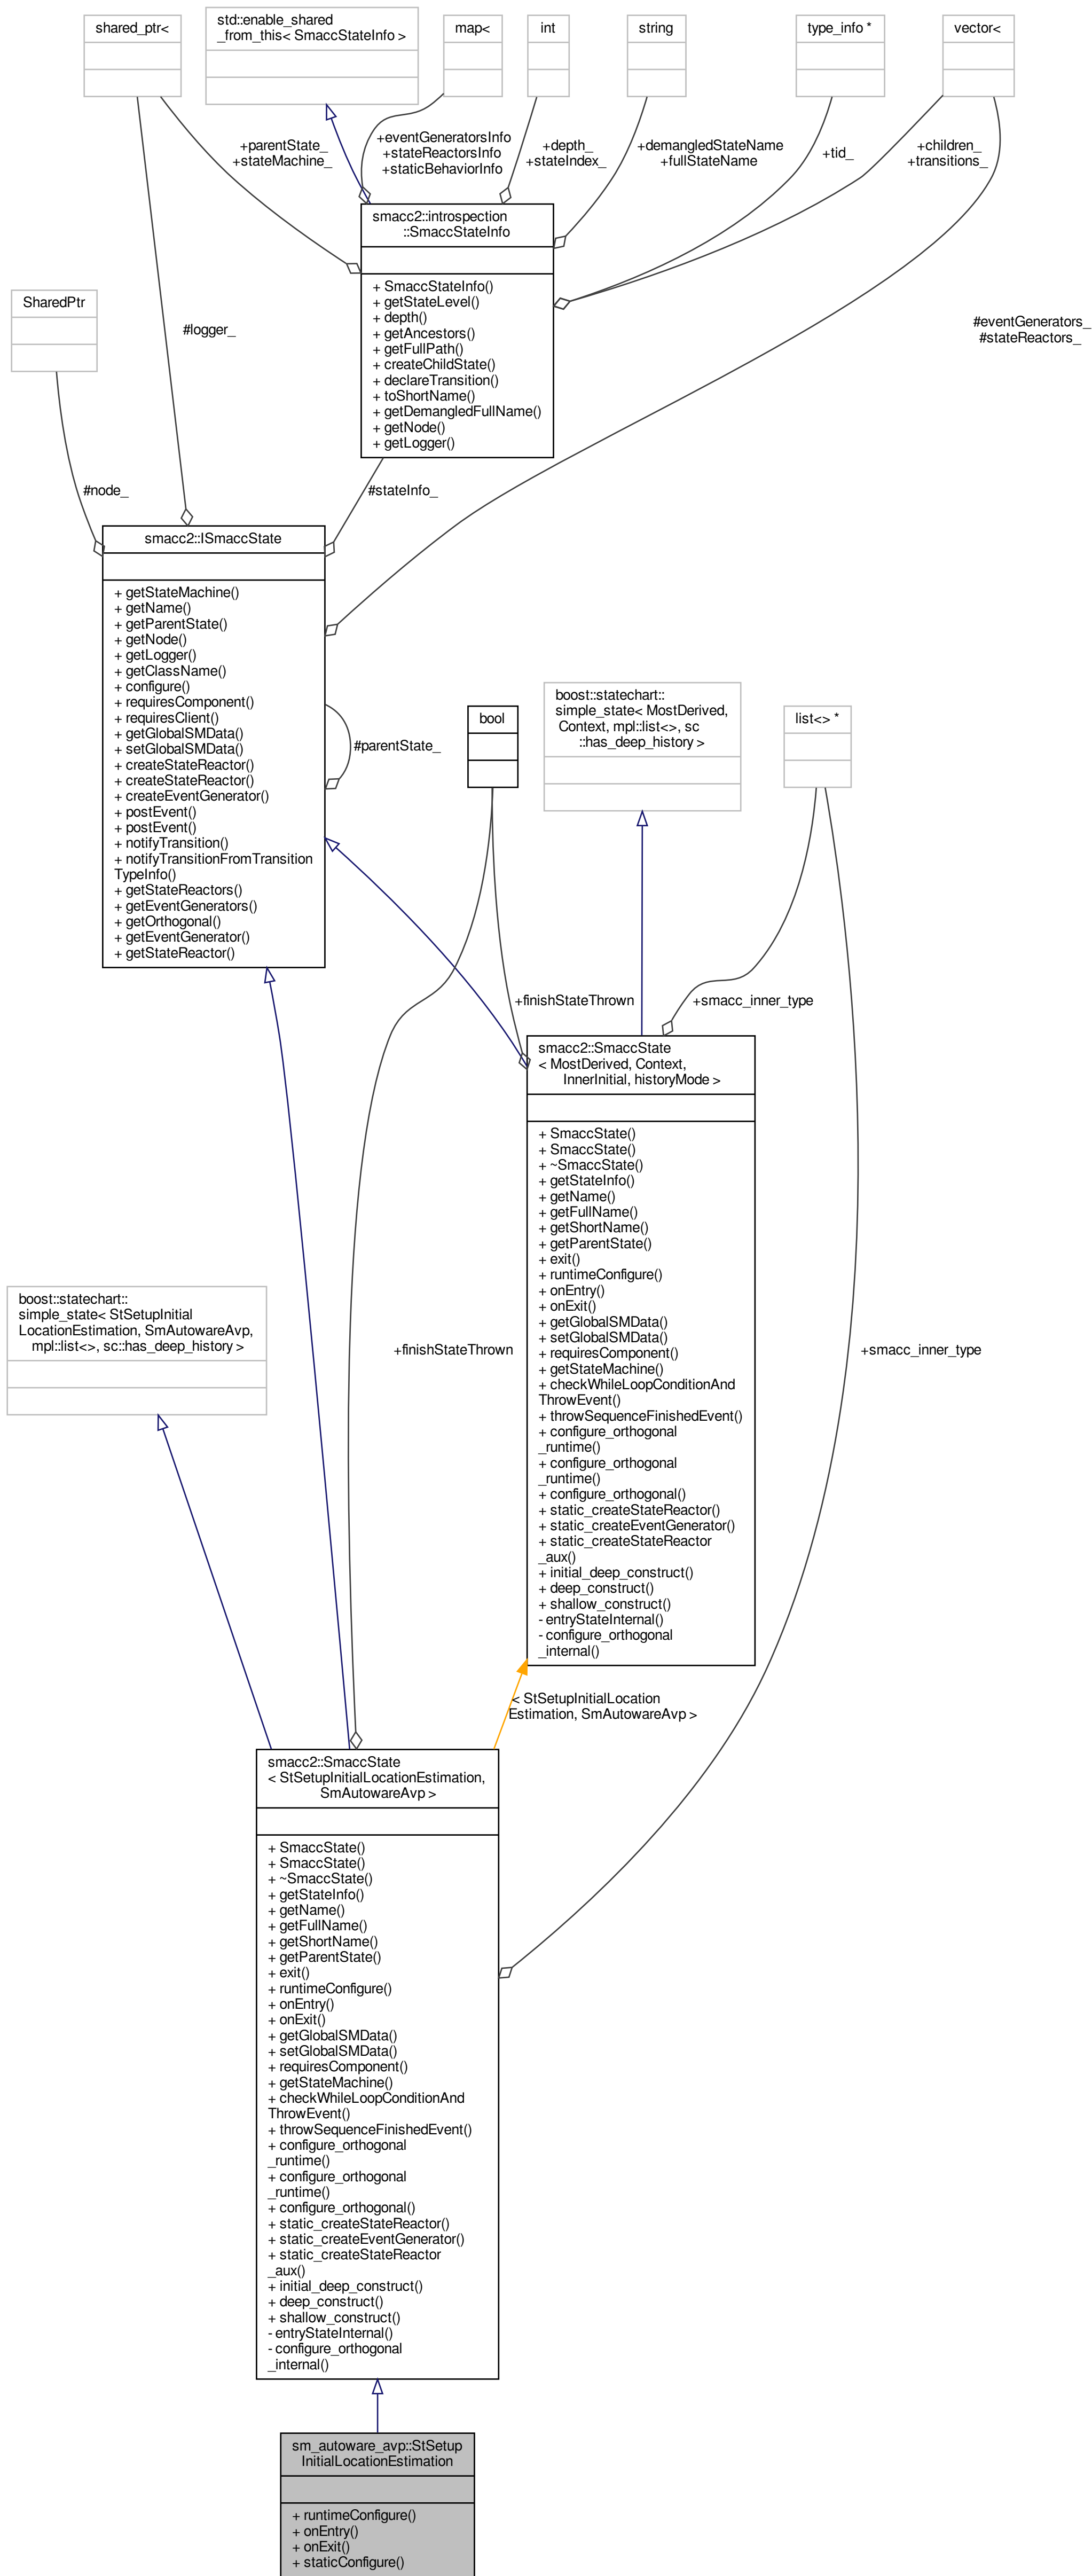 shared_ptr<
std::enable_shared
_from_this< SmaccStateInfo >
map<
int
string
type_info *
vector<
+parentState_
+stateMachine_
+eventGeneratorsInfo
+stateReactorsInfo
+staticBehaviorInfo
+depth_
+stateIndex_
+demangledStateName
+fullStateName
+tid_
+children_
+transitions_
smacc2::introspection
::SmaccStateInfo
+ SmaccStateInfo()
+ getStateLevel()
+ depth()
+ getAncestors()
+ getFullPath()
+ createChildState()
+ declareTransition()
+ toShortName()
+ getDemangledFullName()
+ getNode()
+ getLogger()
SharedPtr
#logger_
#eventGenerators_
#stateReactors_
#node_
#stateInfo_
smacc2::ISmaccState
+ getStateMachine()
+ getName()
+ getParentState()
+ getNode()
+ getLogger()
+ getClassName()
+ configure()
+ requiresComponent()
+ requiresClient()
+ getGlobalSMData()
+ setGlobalSMData()
+ createStateReactor()
+ createStateReactor()
+ createEventGenerator()
+ postEvent()
+ postEvent()
+ notifyTransition()
+ notifyTransitionFromTransition
TypeInfo()
+ getStateReactors()
+ getEventGenerators()
+ getOrthogonal()
+ getEventGenerator()
+ getStateReactor()
#parentState_
bool
boost::statechart::
simple_state< MostDerived,
Context, mpl::list<>, sc
::has_deep_history >
list<> *
+finishStateThrown
+smacc_inner_type
smacc2::SmaccState
< MostDerived, Context,
InnerInitial, historyMode >
+ SmaccState()
+ SmaccState()
+ ~SmaccState()
+ getStateInfo()
+ getName()
+ getFullName()
+ getShortName()
+ getParentState()
+ exit()
+ runtimeConfigure()
+ onEntry()
+ onExit()
+ getGlobalSMData()
+ setGlobalSMData()
+ requiresComponent()
+ getStateMachine()
+ checkWhileLoopConditionAnd
ThrowEvent()
+ throwSequenceFinishedEvent()
+ configure_orthogonal
_runtime()
+ configure_orthogonal
_runtime()
+ configure_orthogonal()
+ static_createStateReactor()
+ static_createEventGenerator()
+ static_createStateReactor
_aux()
+ initial_deep_construct()
+ deep_construct()
+ shallow_construct()
- entryStateInternal()
- configure_orthogonal
_internal()
boost::statechart::
simple_state< StSetupInitial
LocationEstimation, SmAutowareAvp,
mpl::list<>, sc::has_deep_history >
+finishStateThrown
+smacc_inner_type
< StSetupInitialLocation
Estimation, SmAutowareAvp >
smacc2::SmaccState
< StSetupInitialLocationEstimation,
SmAutowareAvp >
+ SmaccState()
+ SmaccState()
+ ~SmaccState()
+ getStateInfo()
+ getName()
+ getFullName()
+ getShortName()
+ getParentState()
+ exit()
+ runtimeConfigure()
+ onEntry()
+ onExit()
+ getGlobalSMData()
+ setGlobalSMData()
+ requiresComponent()
+ getStateMachine()
+ checkWhileLoopConditionAnd
ThrowEvent()
+ throwSequenceFinishedEvent()
+ configure_orthogonal
_runtime()
+ configure_orthogonal
_runtime()
+ configure_orthogonal()
+ static_createStateReactor()
+ static_createEventGenerator()
+ static_createStateReactor
_aux()
+ initial_deep_construct()
+ deep_construct()
+ shallow_construct()
- entryStateInternal()
- configure_orthogonal
_internal()
sm_autoware_avp::StSetup
InitialLocationEstimation
+ runtimeConfigure()
+ onEntry()
+ onExit()
+ staticConfigure()